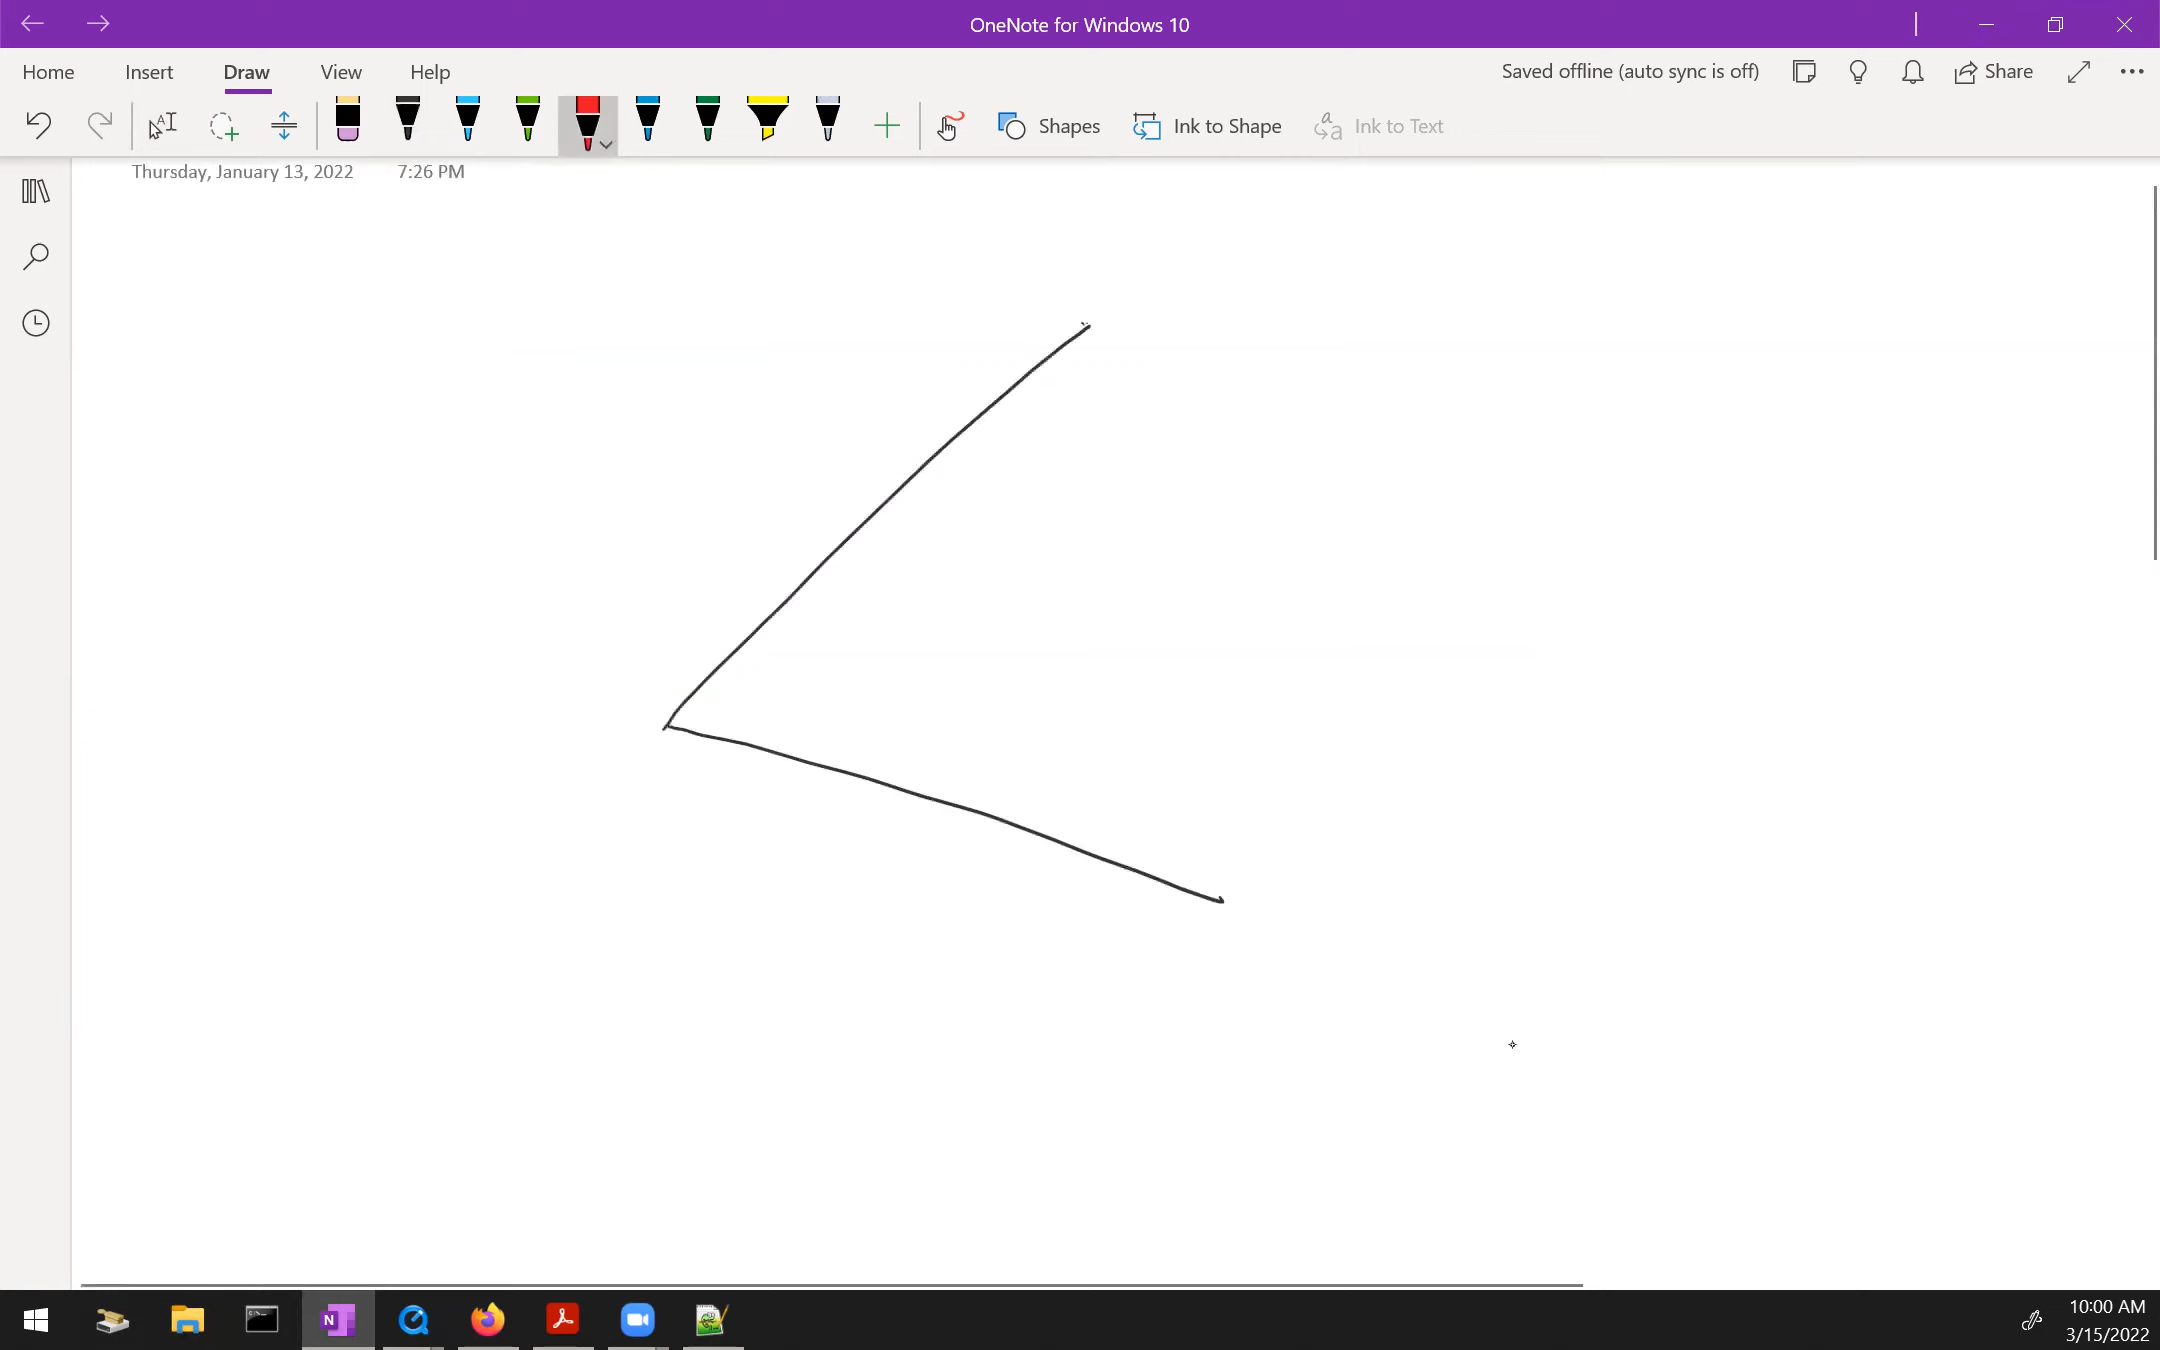 OneNote for Windows 10
Home Insert Draw View Help
Saved offline (auto sync is off) Share
Shapes Ink to Shape Ink to Text
Thursday, January 13, 2022 7:26 PM
10:00 AM
3/15/2022